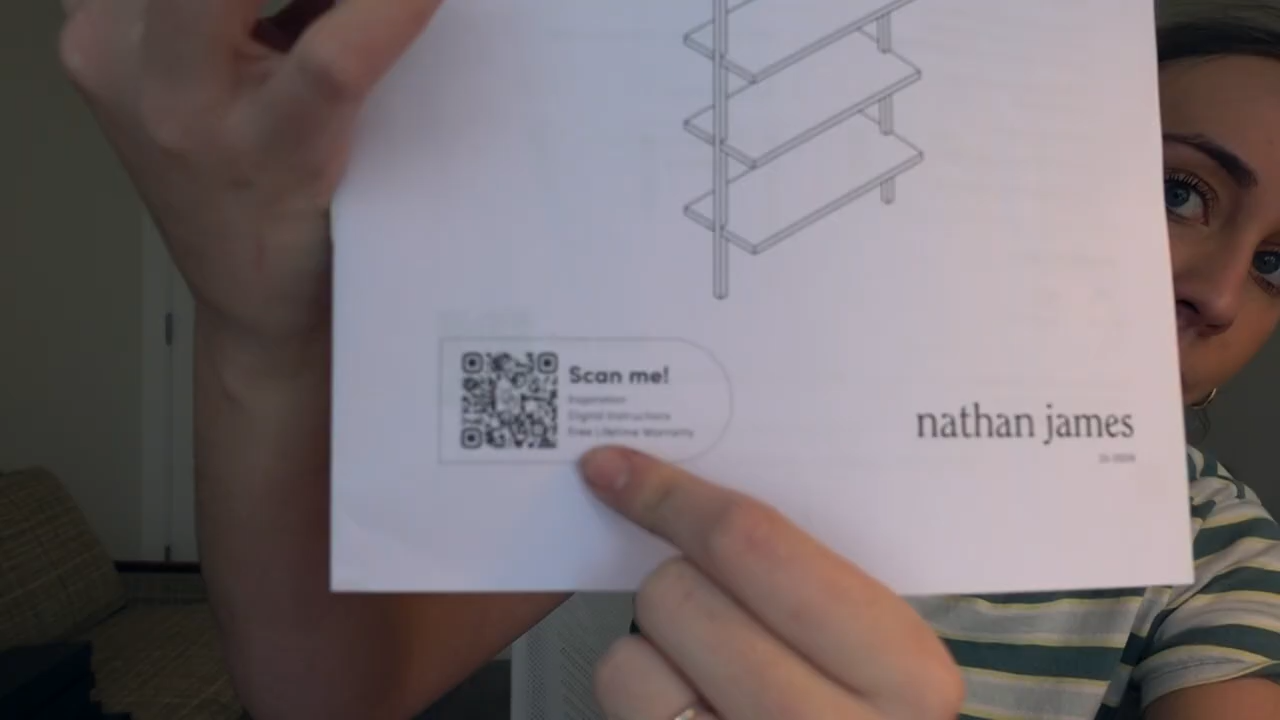 Scan me!
Inspiration
Digital Instructions
Free Lifetime Warranty
nathan james